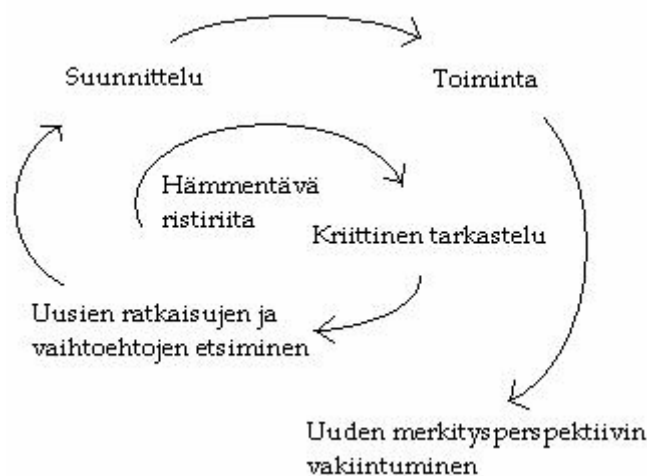 Suunnittelu
Toiminta
Hämmentävä
ristiriita
Kriittinen tarkastelu
Uusien ratkaisujen ja
vaihtoehtojen etsiminen
Uuden merkitysperspektiivin
vakiintuminen